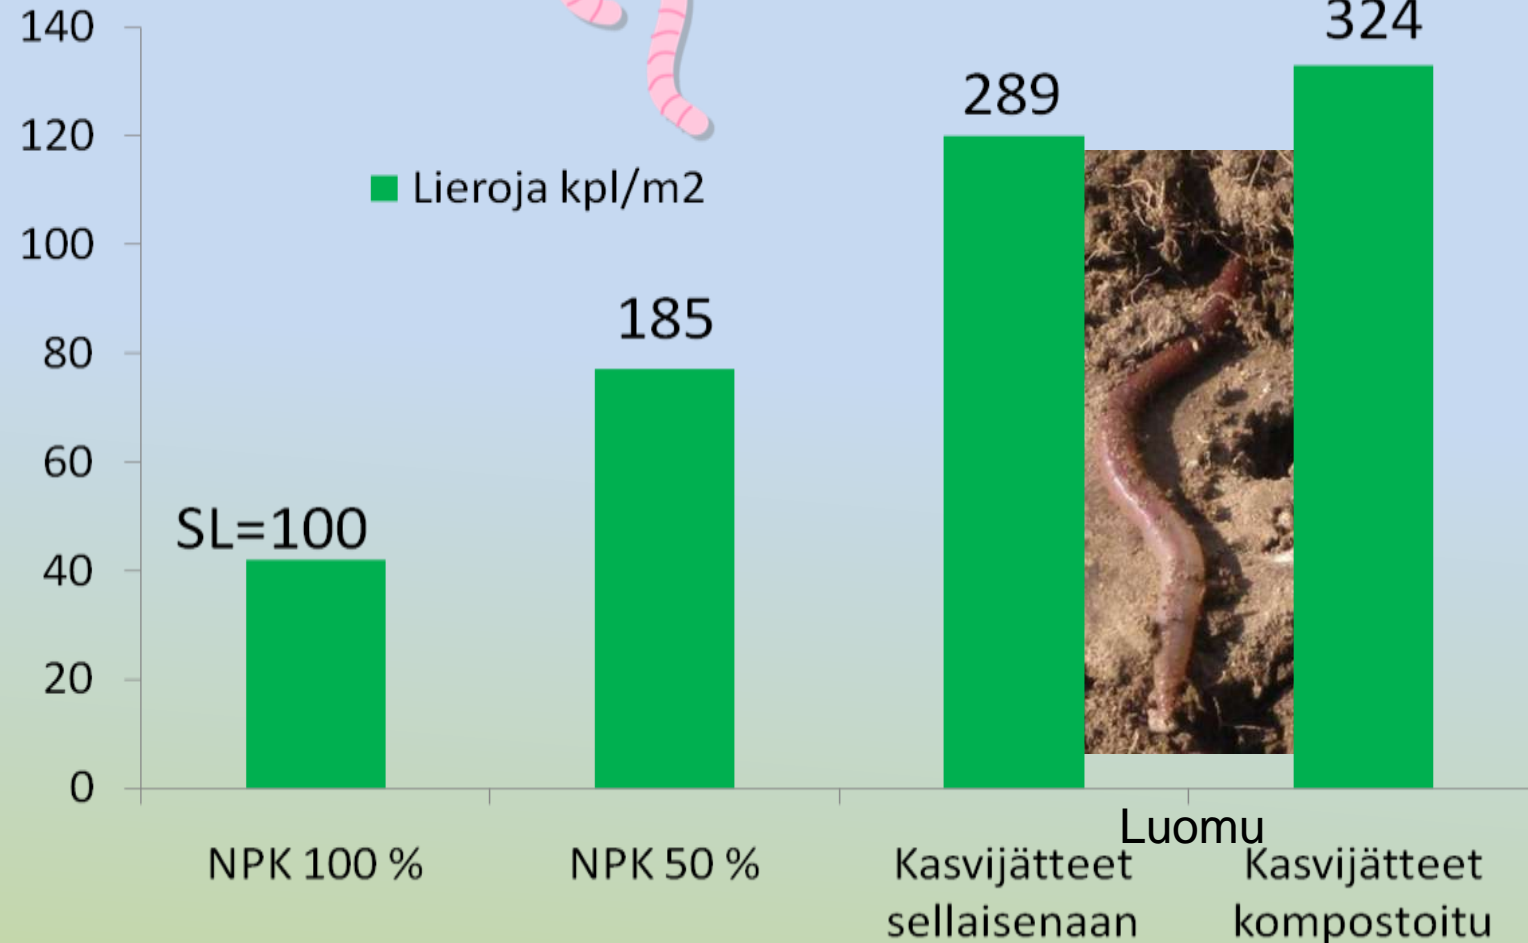 140
120
100
80
60
40
20
0
Lieroja kpl/m2
SL=100
185
289
324
Luomu
NPK 100 %
NPK 50 %
Kasvijätteet
sellaisenaan
Kasvijätteet
kompostoitu